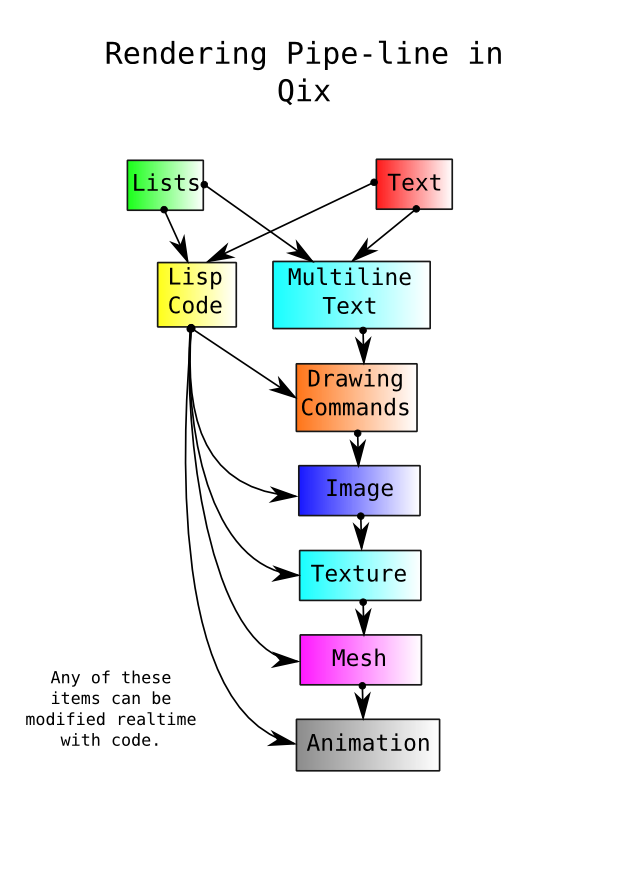 Rendering Pipe-line in
Qix
Lists
Text
Lisp
Code
Multiline
Text
Drawing
Commands
Image
Texture
Mesh
Any of these
items can be
modified realtime
with code.
Animation